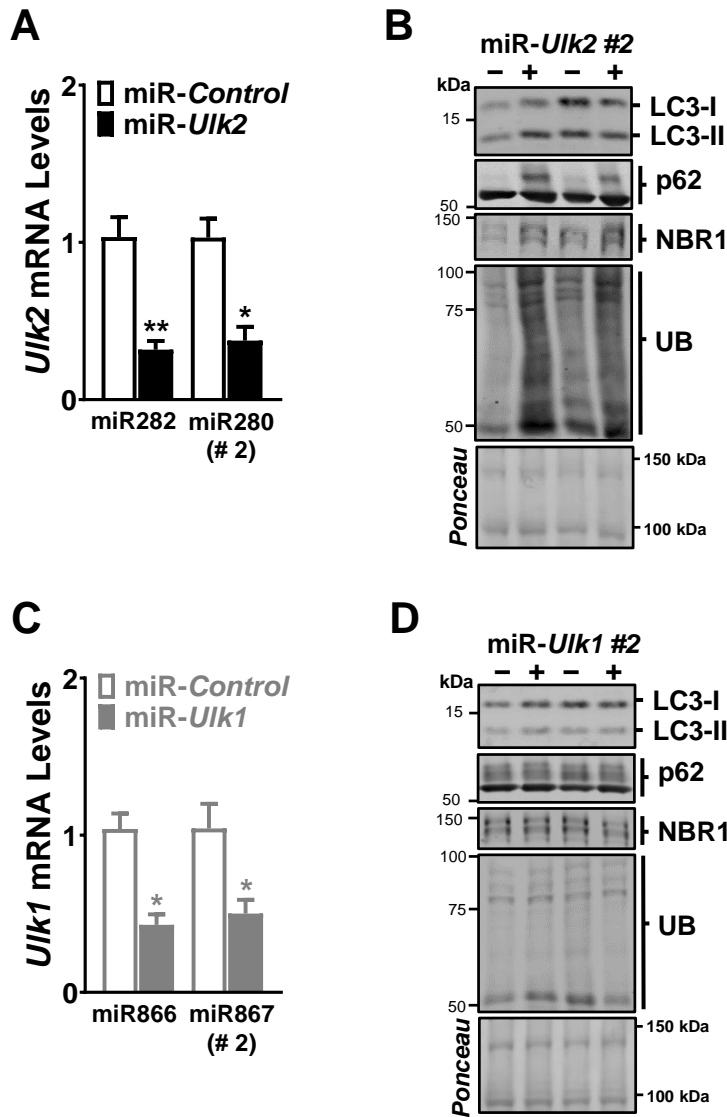 A
Ulk2 mRNA Levels
2
1
0
miR-Control
miR-Ulk2
**
*
miR282
miR280
(# 2)
B
miR-Ulk2 #2
kDa
– + – +
15
LC3-I
LC3-II
p62
50
150
NBR1
100
75
50
UB
Ponceau
150 kDa
100 kDa
C
Ulk1 mRNA Levels
2
1
0
miR-Control
miR-Ulk1
*
*
miR866
miR867
(# 2)
D
miR-Ulk1 #2
kDa
– + – +
15
LC3-I
LC3-II
p62
50
150
NBR1
100
75
50
UB
Ponceau
150 kDa
100 kDa